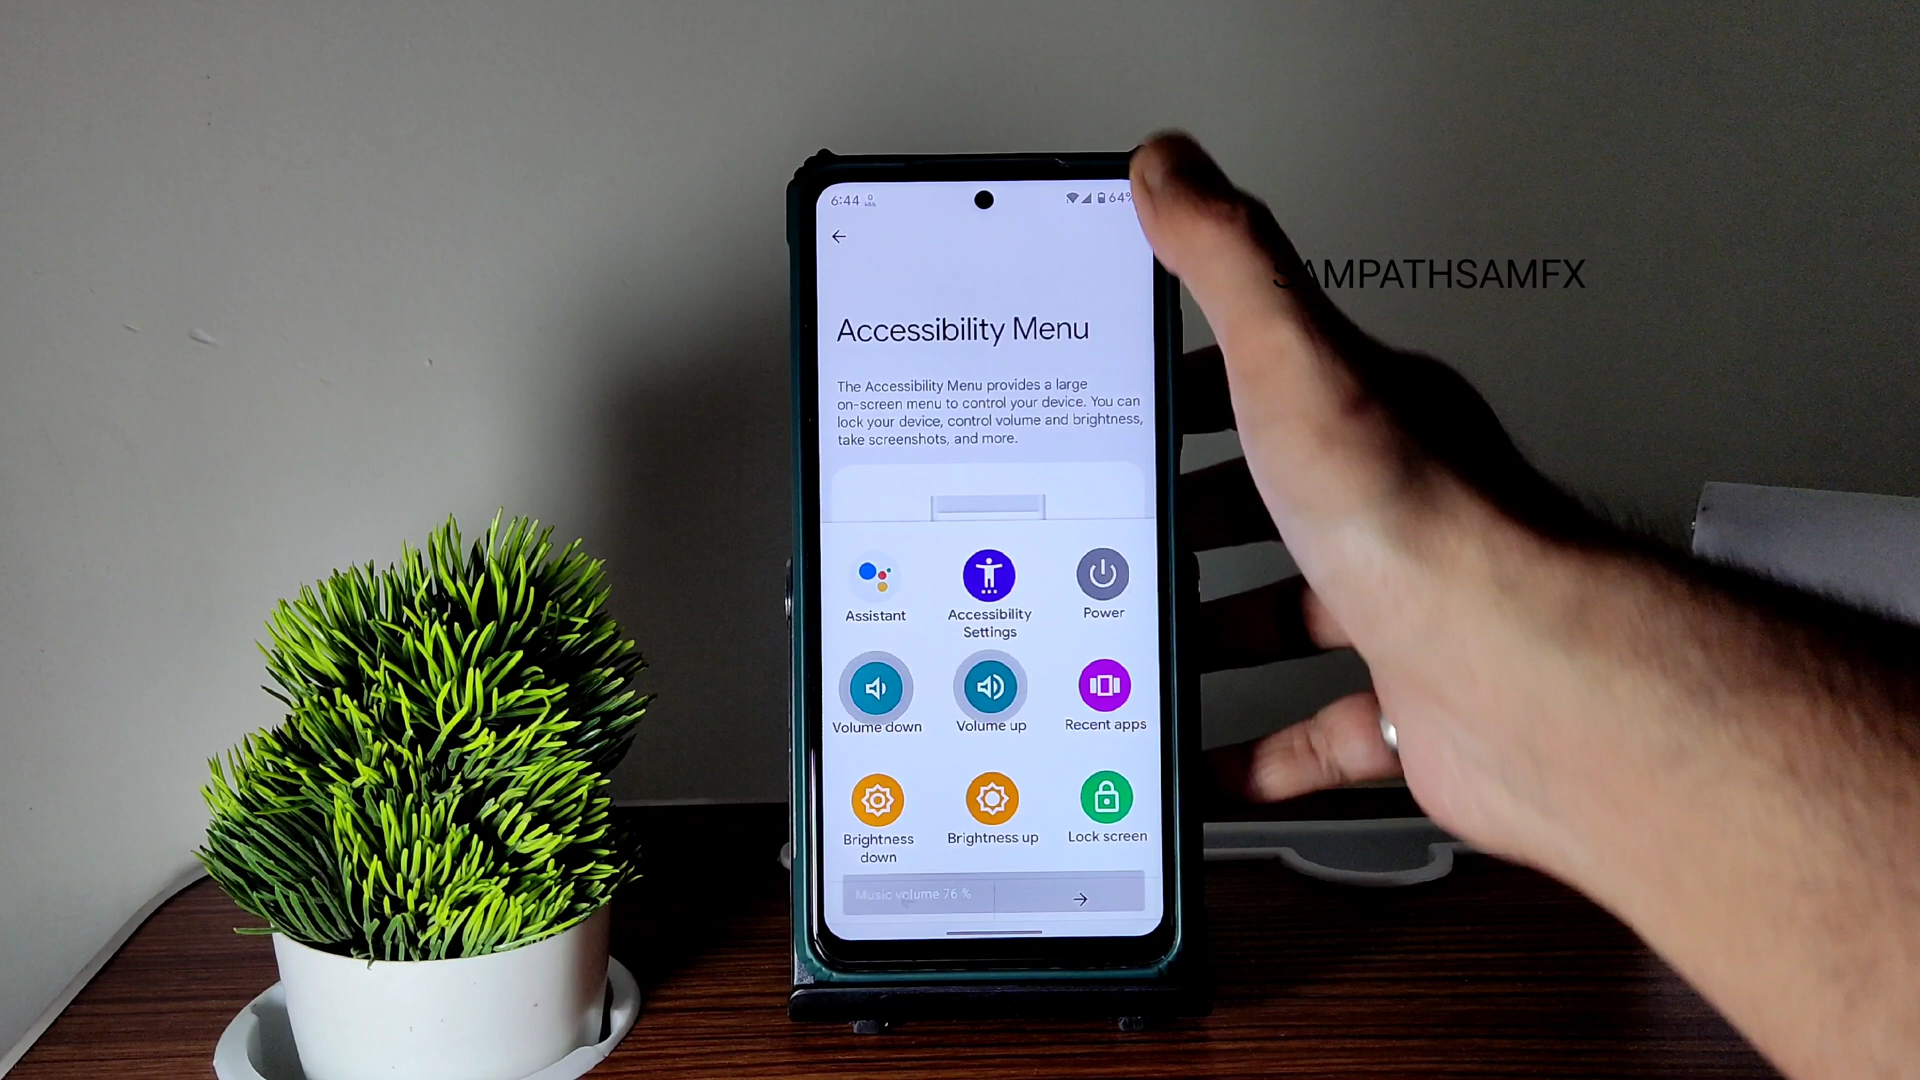 6:44
64%
Accessibility Menu
The Accessibility Menu provides a large
on-screen menu to control your device. You can
lock your device, control volume and brightness,
take screenshots, and more.
Assistant
Accessibility
Settings
Power
Volume down
Volume up
Recent apps
Brightness
down
Brightness up
Lock screen
Music volume 76 %
SAMPATHSAMFX